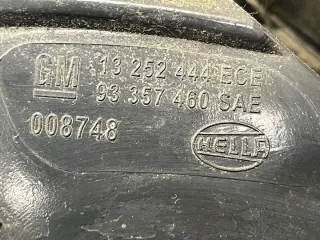 GM 13 252 444 ECE
93 357 460 SAE
008748
HELLA